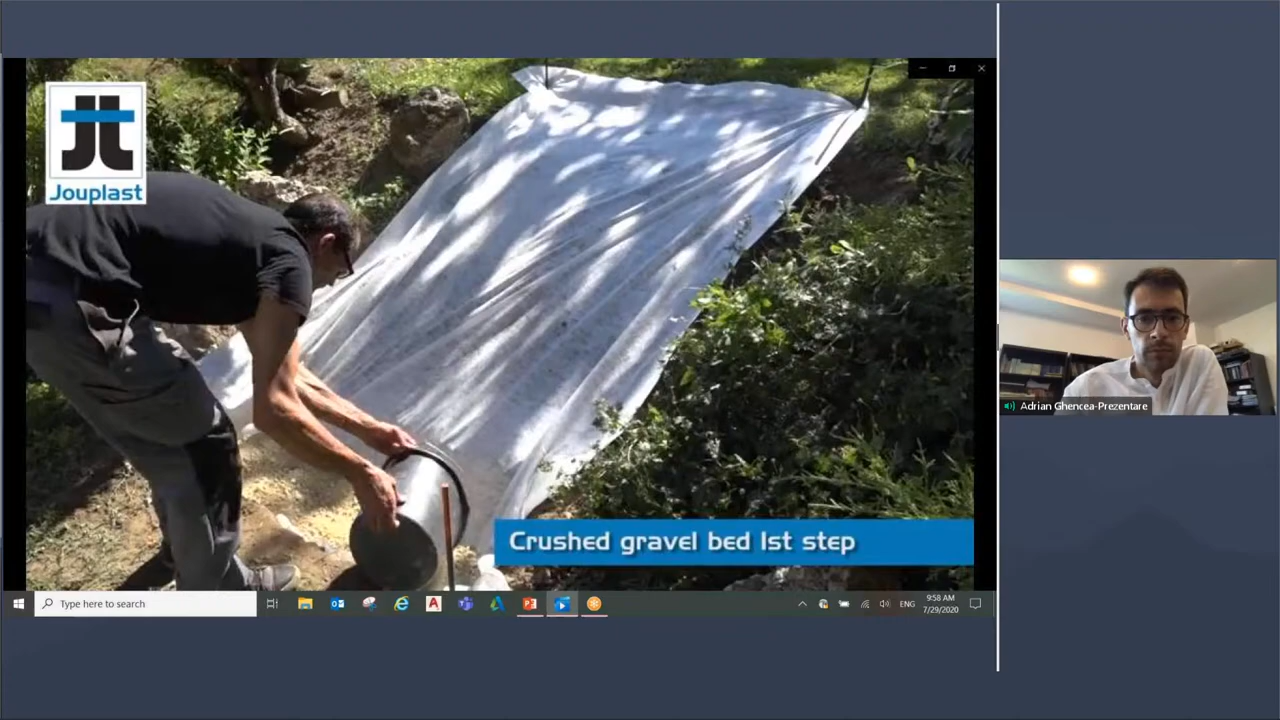 Jouplast
Crushed gravel bed 1st step
Adrian Ghencea-Prezentare
Type here to search
ENG
9:58 AM
7/29/2020